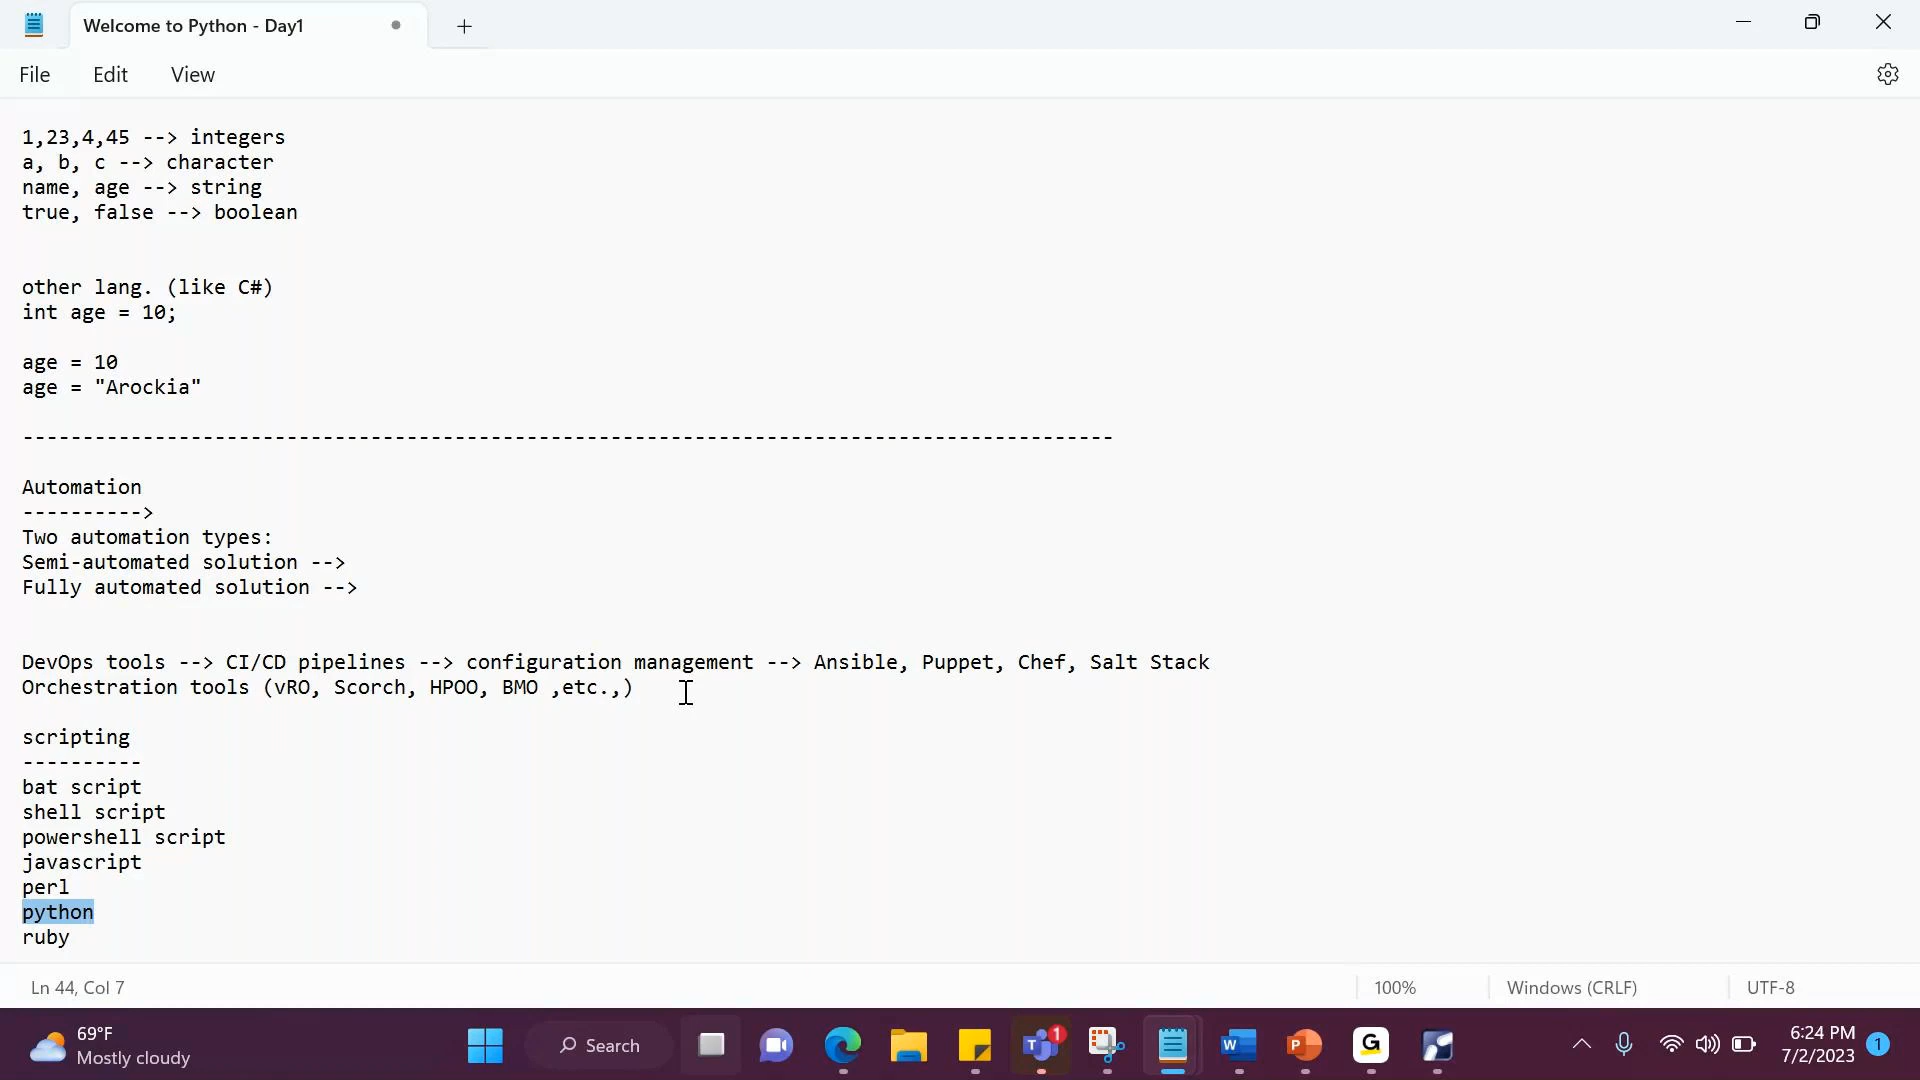 Welcome to Python - Day1
File Edit View
1,23,4,45 --> integers
a, b, c --> character
name, age --> string
true, false --> boolean
other lang. (like C#)
int age = 10;
age = 10
age = "Arockia"
-------------------------------------------------------------------------------------------
Automation
---------->
Two automation types:
Semi-automated solution -->
Fully automated solution -->
DevOps tools --> CI/CD pipelines --> configuration management --> Ansible, Puppet, Chef, Salt Stack
Orchestration tools (vRO, Scorch, HPOO, BMO ,etc.,)
scripting
----------
bat script
shell script
powershell script
javascript
perl
python
ruby
Ln 44, Col 7 100% Windows (CRLF) UTF-8
69°F
Mostly cloudy
Search
1
W
P
G
6:24 PM
7/2/2023
1